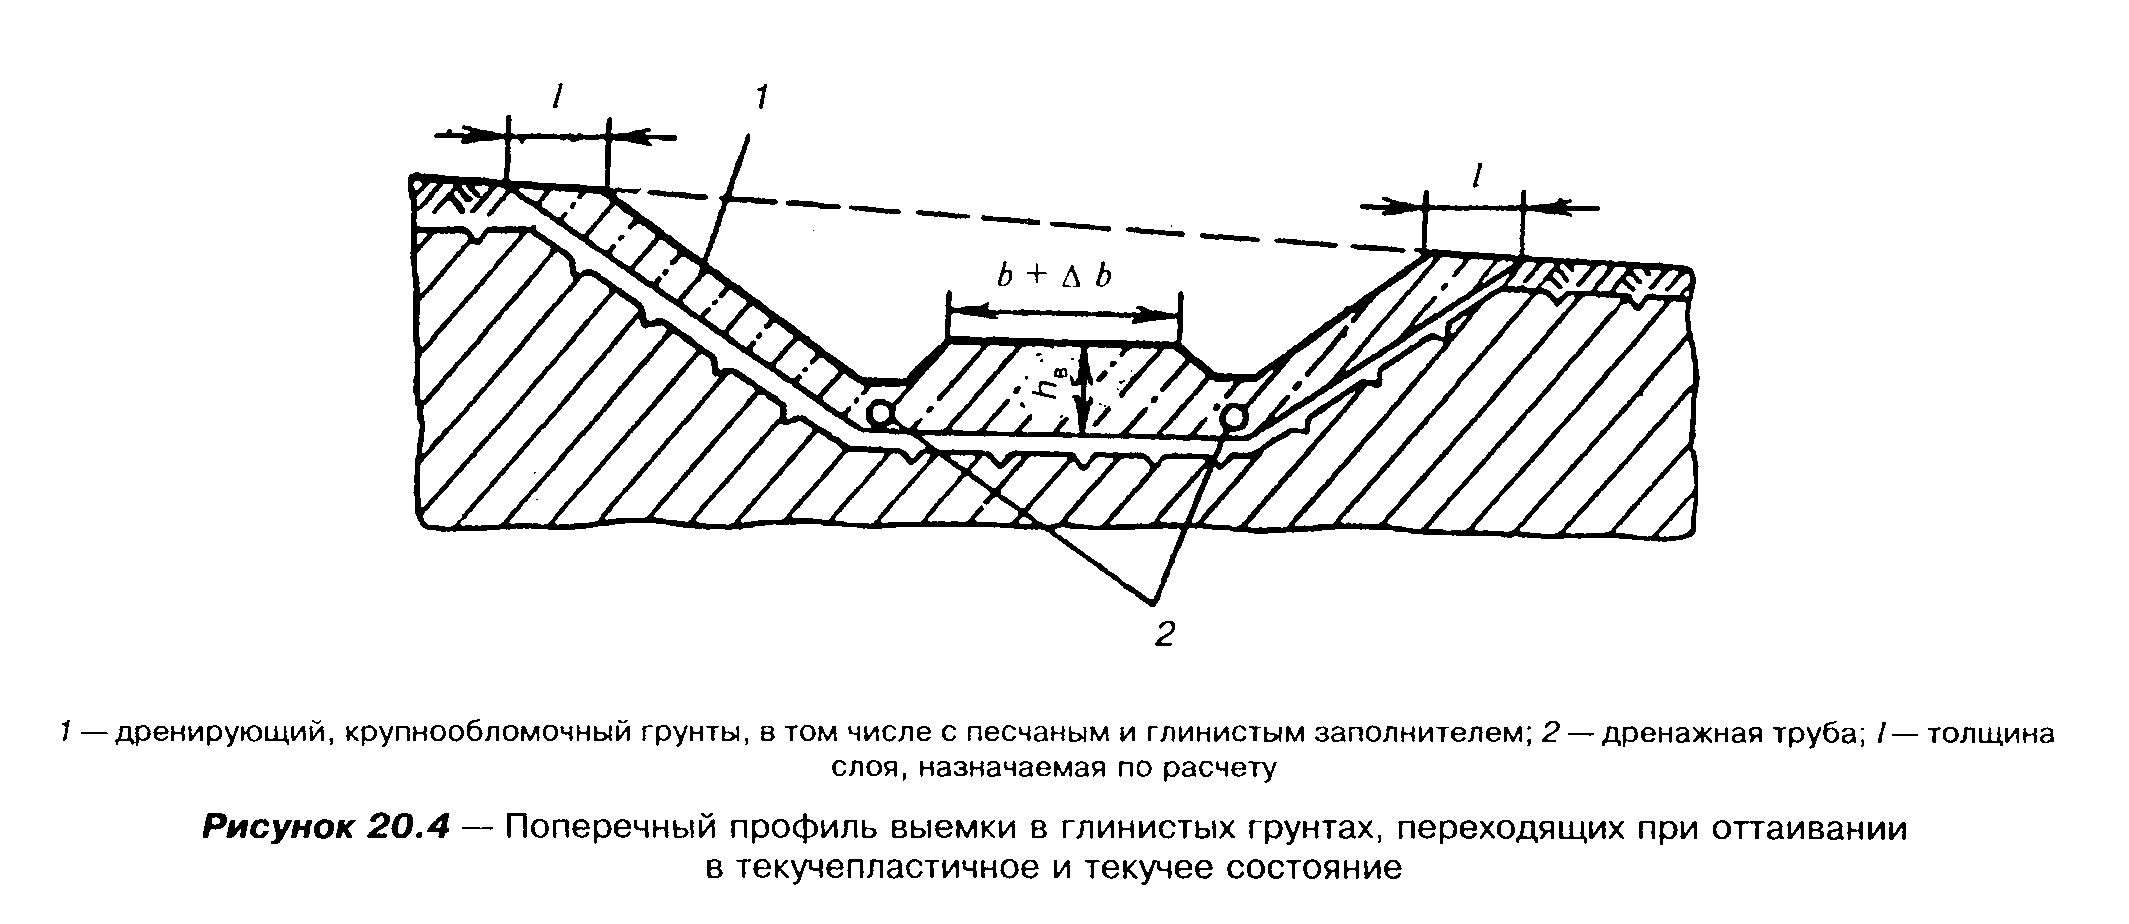 l
1
l
b + Δ b
hв
2
1 — дренирующий, крупнообломочный грунты, в том числе с песчаным и глинистым заполнителем; 2 — дренажная труба; l — толщина
слоя, назначаемая по расчету
Рисунок 20.4 — Поперечный профиль выемки в глинистых грунтах, переходящих при оттаивании
в текучепластичное и текучее состояние